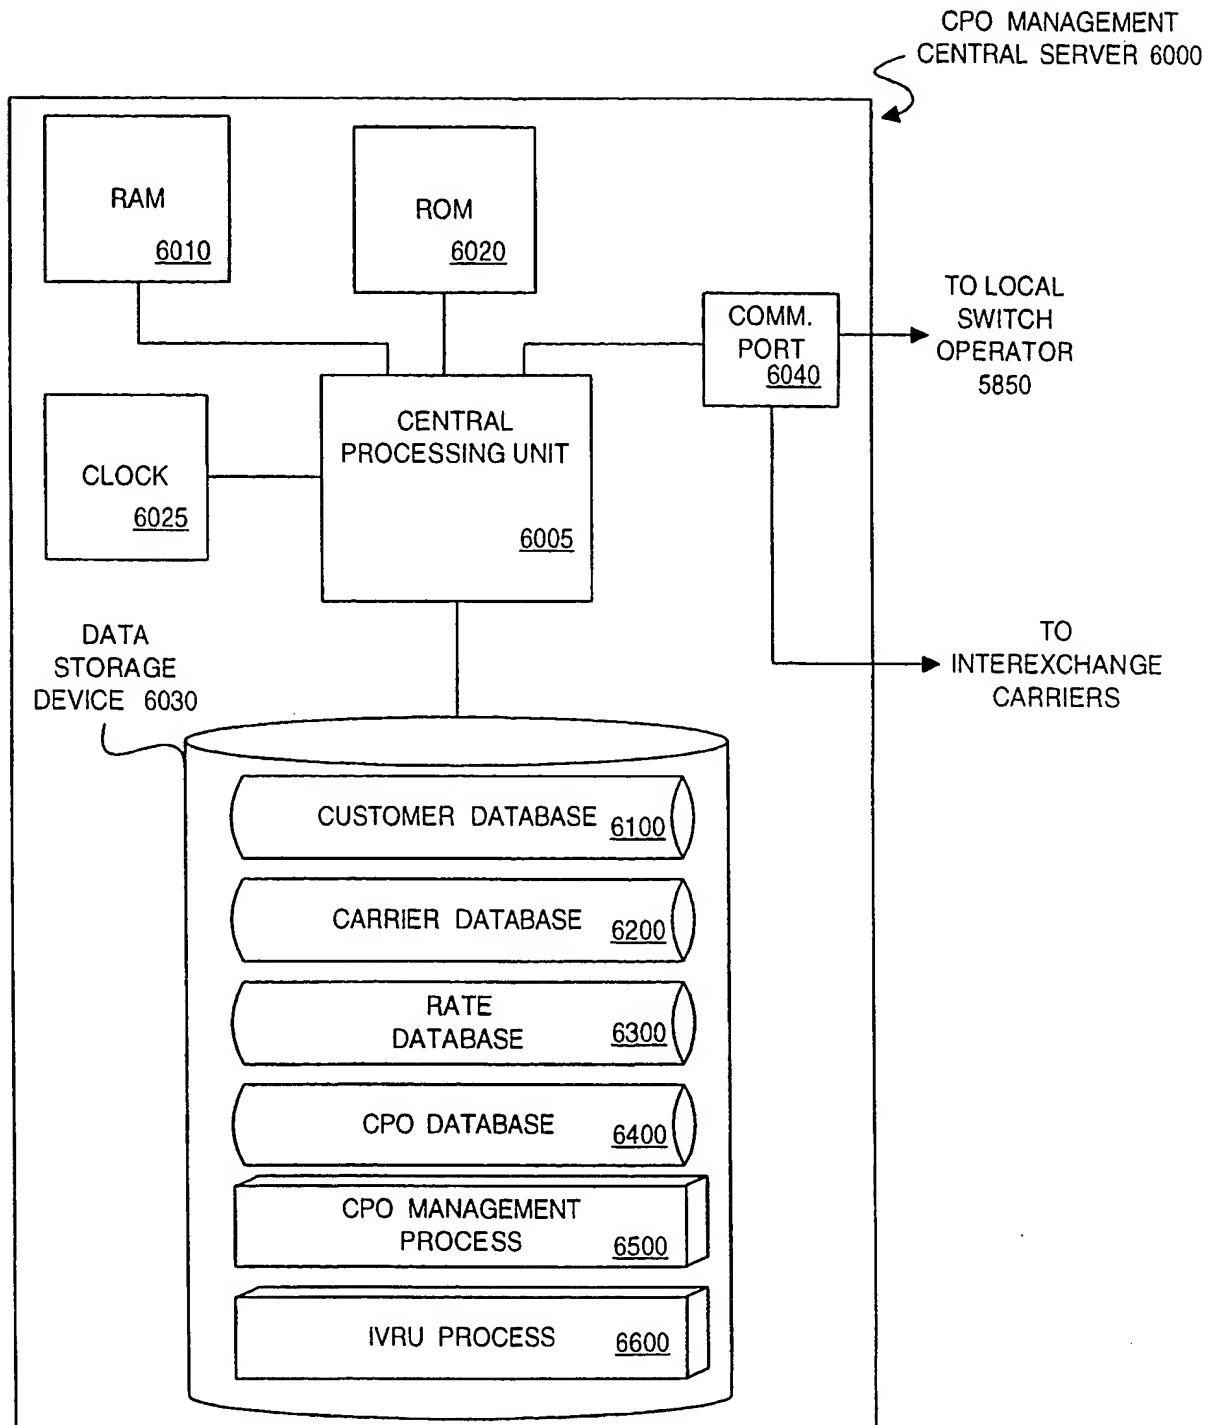 CPO MANAGEMENT
CENTRAL SERVER 6000
RAM
6010
ROM
6020
COMM.
PORT
6040
TO LOCAL
SWITCH
OPERATOR
5850
CLOCK
6025
CENTRAL
PROCESSING UNIT
6005
DATA
STORAGE
DEVICE 6030
TO
INTEREXCHANGE
CARRIERS
CUSTOMER DATABASE 6100
CARRIER DATABASE 6200
RATE
DATABASE 6300
CPO DATABASE 6400
CPO MANAGEMENT
PROCESS 6500
IVRU PROCESS 6600